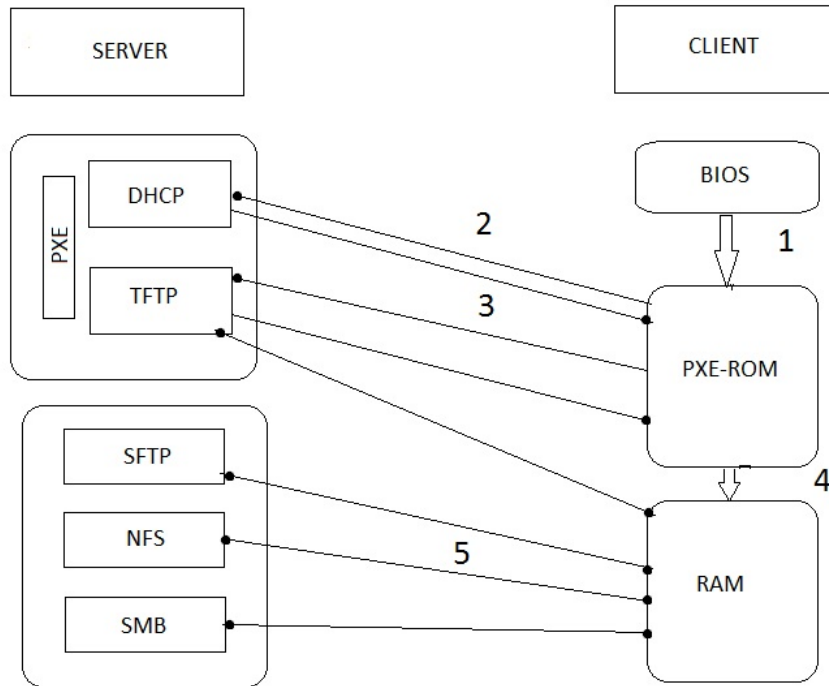 SERVER
CLIENT
DHCP
PXE
TFTP
BIOS
1
2
3
PXE-ROM
4
SFTP
NFS
SMB
5
RAM